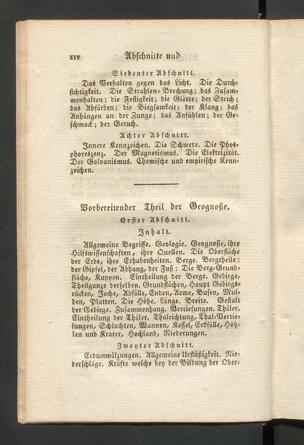 XIV Abschnitte und
Siebenter Abschnitt.
Das Verhalten gegen das Licht. Die Durch-
sichtigkeit. Die Strahlen-Brechung; das Zusam-
menhalten; die Festigkeit; die Glätte; der Strich;
das Abfärben; die Biegsamkeit; der Klang; das
Anhängen an der Zunge; das Anfühlen; der Ge-
schmack; der Geruch.
Achter Abschnitt.
Innere Kennzeichen. Die Schwere. Die Phos-
phoreszenz. Der Magnetismus. Die Elektrizität.
Der Galvanismus. Chemische und empirische Kenn-
zeichen.
Vorbereitender Theil der Geognosie.
Erster Abschnitt.
Inhalt.
Allgemeine Begriffe. Geologie. Geognosie, ihre
Hilfswissenschaften, ihre Quellen. Die Oberfläche
der Erde, ihre Erhabenheiten. Berge. Bergtheile:
der Gipfel, der Abhang, der Fuß: Die Berg-Grund-
fläche, Kuppen. Eintheilung der Berge. Gebirge,
Theilganze derselben. Grundflächen, Haupt Gebirgs-
rücken, Joche, Abfälle, Enden, Arme, Busen, Mul-
den, Platten. Die Höhe. Länge. Breite. Gestalt
der Gebirge. Zusammenhang. Vertiefungen, Thäler.
Eintheilung der Thäler. Thalrichtung, Thal-Vertie-
fungen, Schluchten, Wannen, Kessel, Erdfälle, Höh-
len und Krater, Hochland, Niederungen.
Zweyter Abschnitt.
Erdumwälzungen. Allgemeine Urflüßigkeit. Nie-
derschläge. Kräfte welche bey der Bildung der Ober-